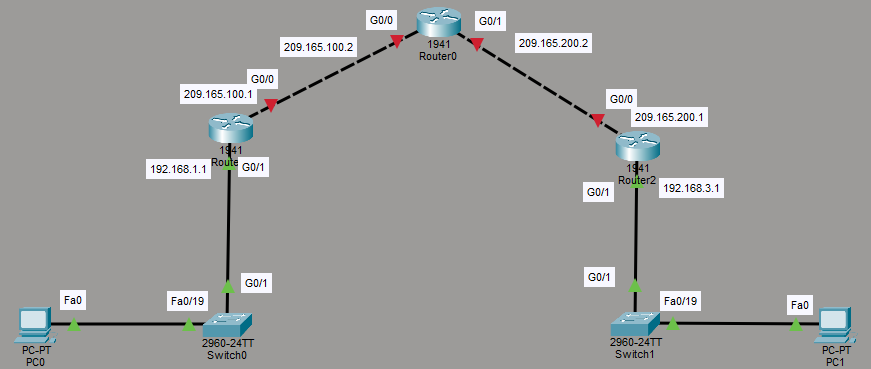 G0/0
G0/1
1941
Router0
209.165.100.2
209.165.200.2
G0/0
209.165.100.1
G0/0
209.165.200.1
1941
192.168.1.1
G0/1
1941
Router2
G0/1
192.168.3.1
G0/1
G0/1
Fa0
Fa0/19
Fa0/19
Fa0
2960-24TT
Switch0
2960-24TT
Switch1
PC-PT
PC0
PC-PT
PC1